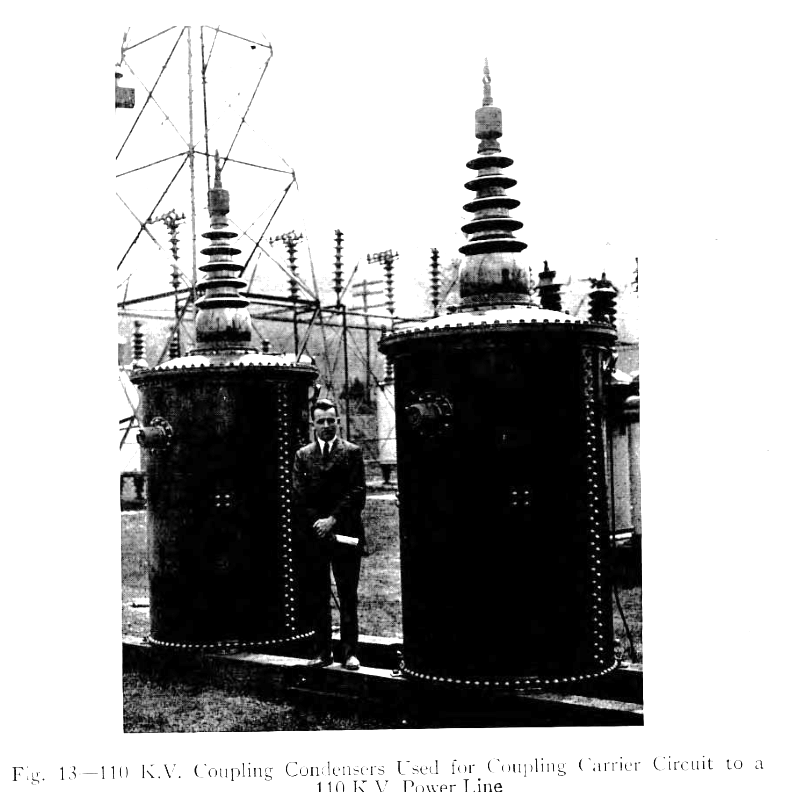 Fig. 13—110 K.V. Coupling Condensers Used for Coupling Carrier Circuit to a
110 K.V. Power Line